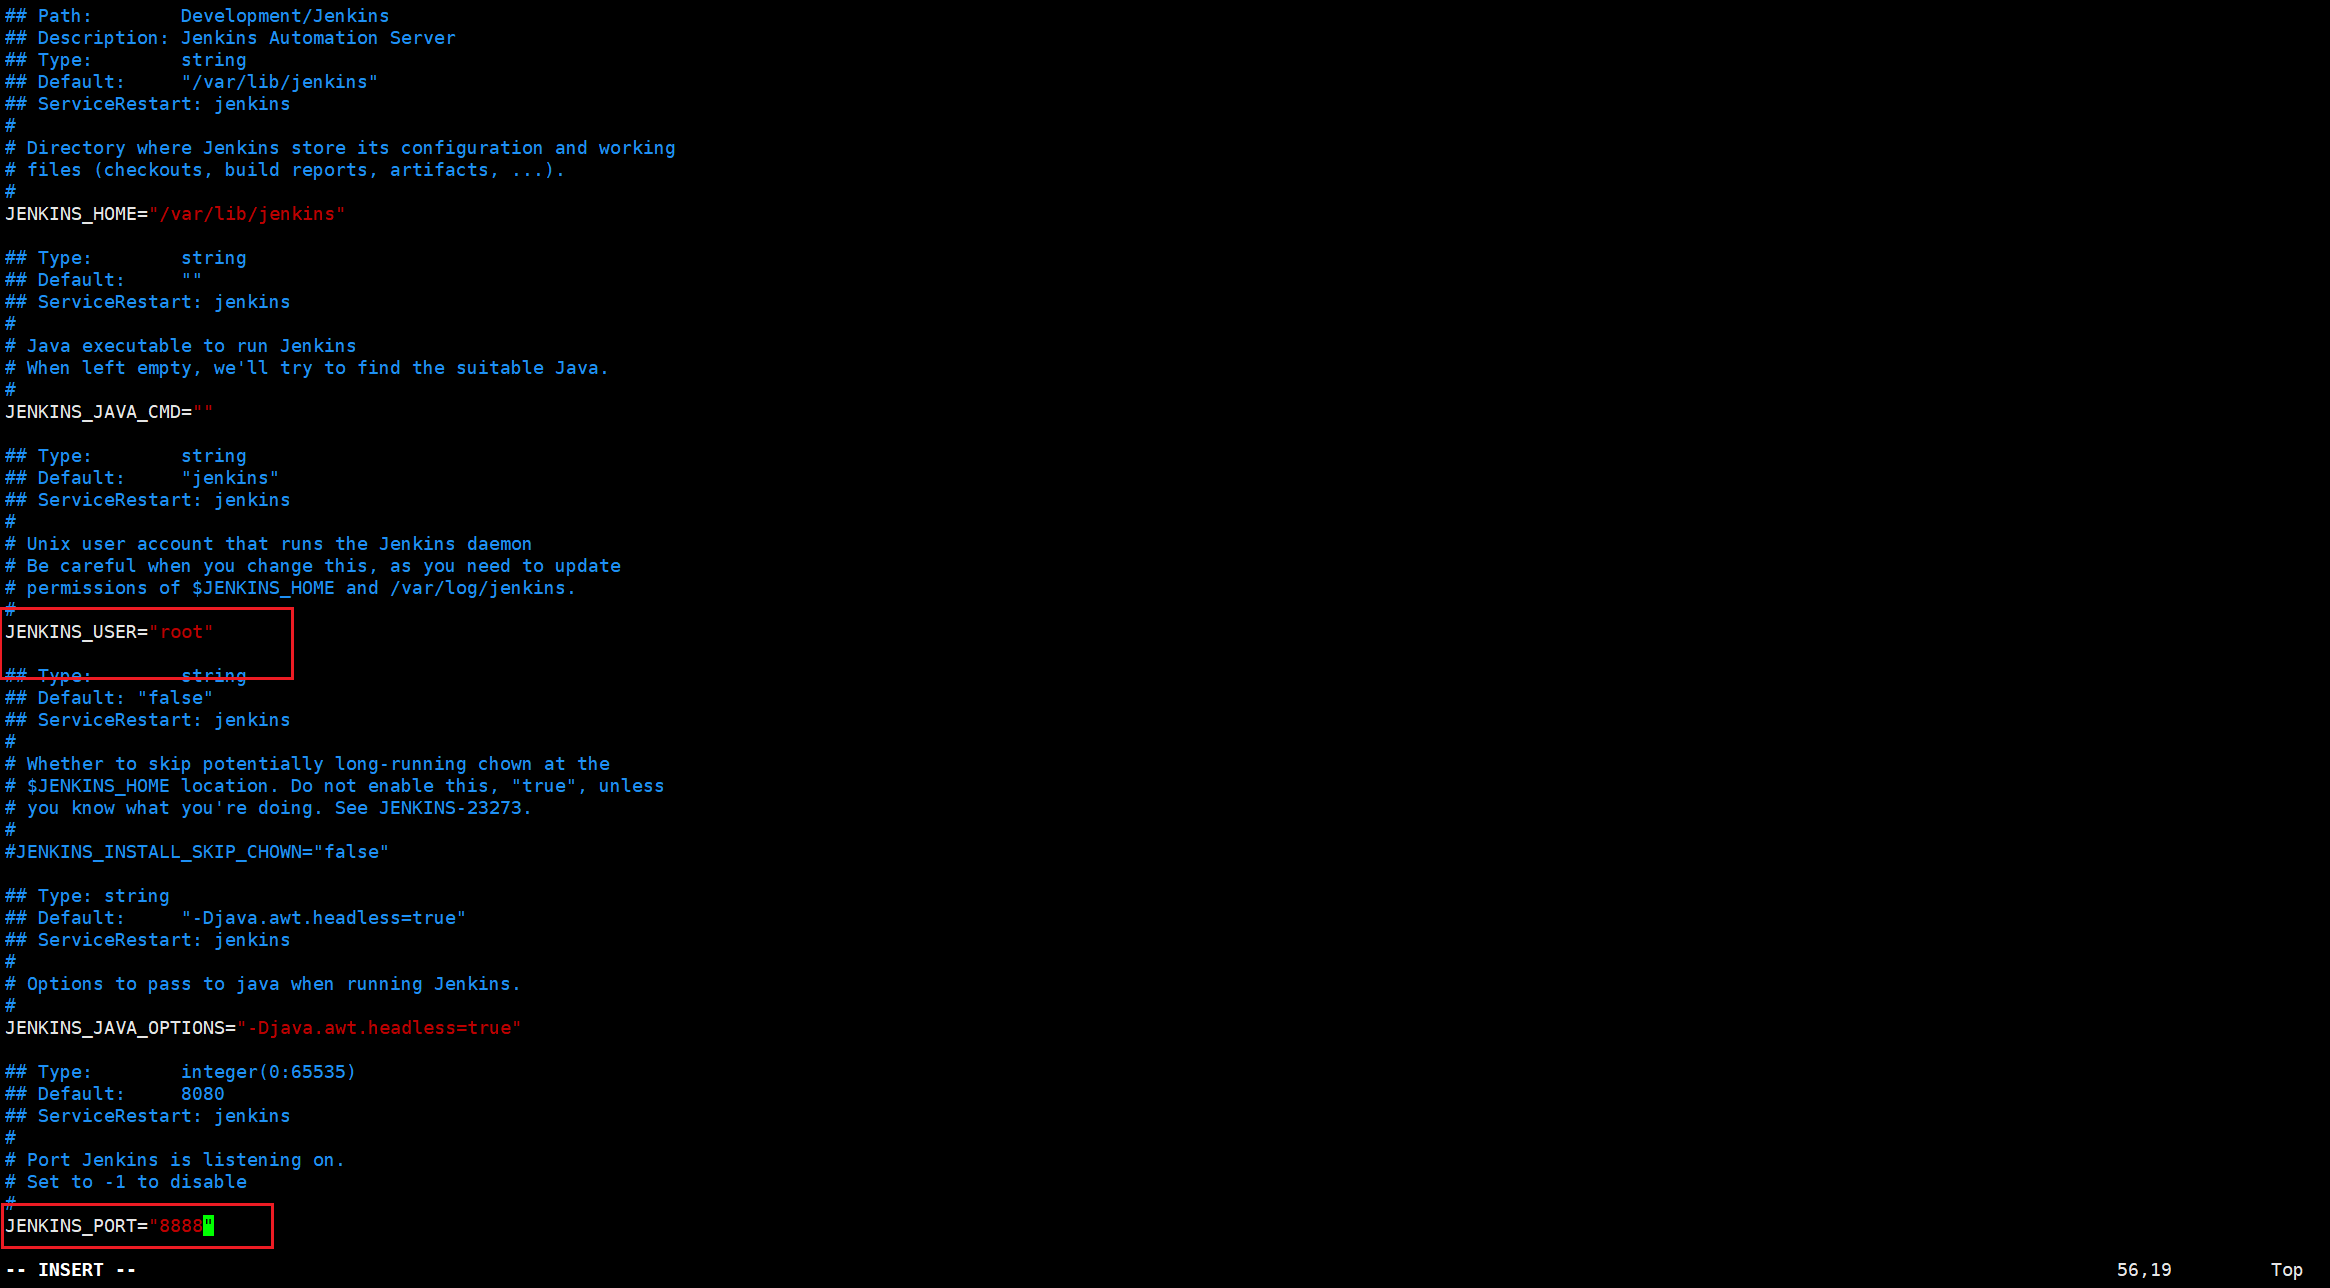 ## Path:        Development/Jenkins
## Description: Jenkins Automation Server
## Type:        string
## Default:     "/var/lib/jenkins"
## ServiceRestart: jenkins
#
# Directory where Jenkins store its configuration and working
# files (checkouts, build reports, artifacts, ...).
#
JENKINS_HOME="/var/lib/jenkins"

## Type:        string
## Default:     ""
## ServiceRestart: jenkins
#
# Java executable to run Jenkins
# When left empty, we'll try to find the suitable Java.
#
JENKINS_JAVA_CMD=""

## Type:        string
## Default:     "jenkins"
## ServiceRestart: jenkins
#
# Unix user account that runs the Jenkins daemon
# Be careful when you change this, as you need to update
# permissions of $JENKINS_HOME and /var/log/jenkins.
#
JENKINS_USER="root"

## Type:        string
## Default: "false"
## ServiceRestart: jenkins
#
# Whether to skip potentially long-running chown at the
# $JENKINS_HOME location. Do not enable this, "true", unless
# you know what you're doing. See JENKINS-23273.
#
#JENKINS_INSTALL_SKIP_CHOWN="false"

## Type: string
## Default:     "-Djava.awt.headless=true"
## ServiceRestart: jenkins
#
# Options to pass to java when running Jenkins.
#
JENKINS_JAVA_OPTIONS="-Djava.awt.headless=true"

## Type:        integer(0:65535)
## Default:     8080
## ServiceRestart: jenkins
#
# Port Jenkins is listening on.
# Set to -1 to disable
#
JENKINS_PORT="8888"
-- INSERT --    56,19    Top